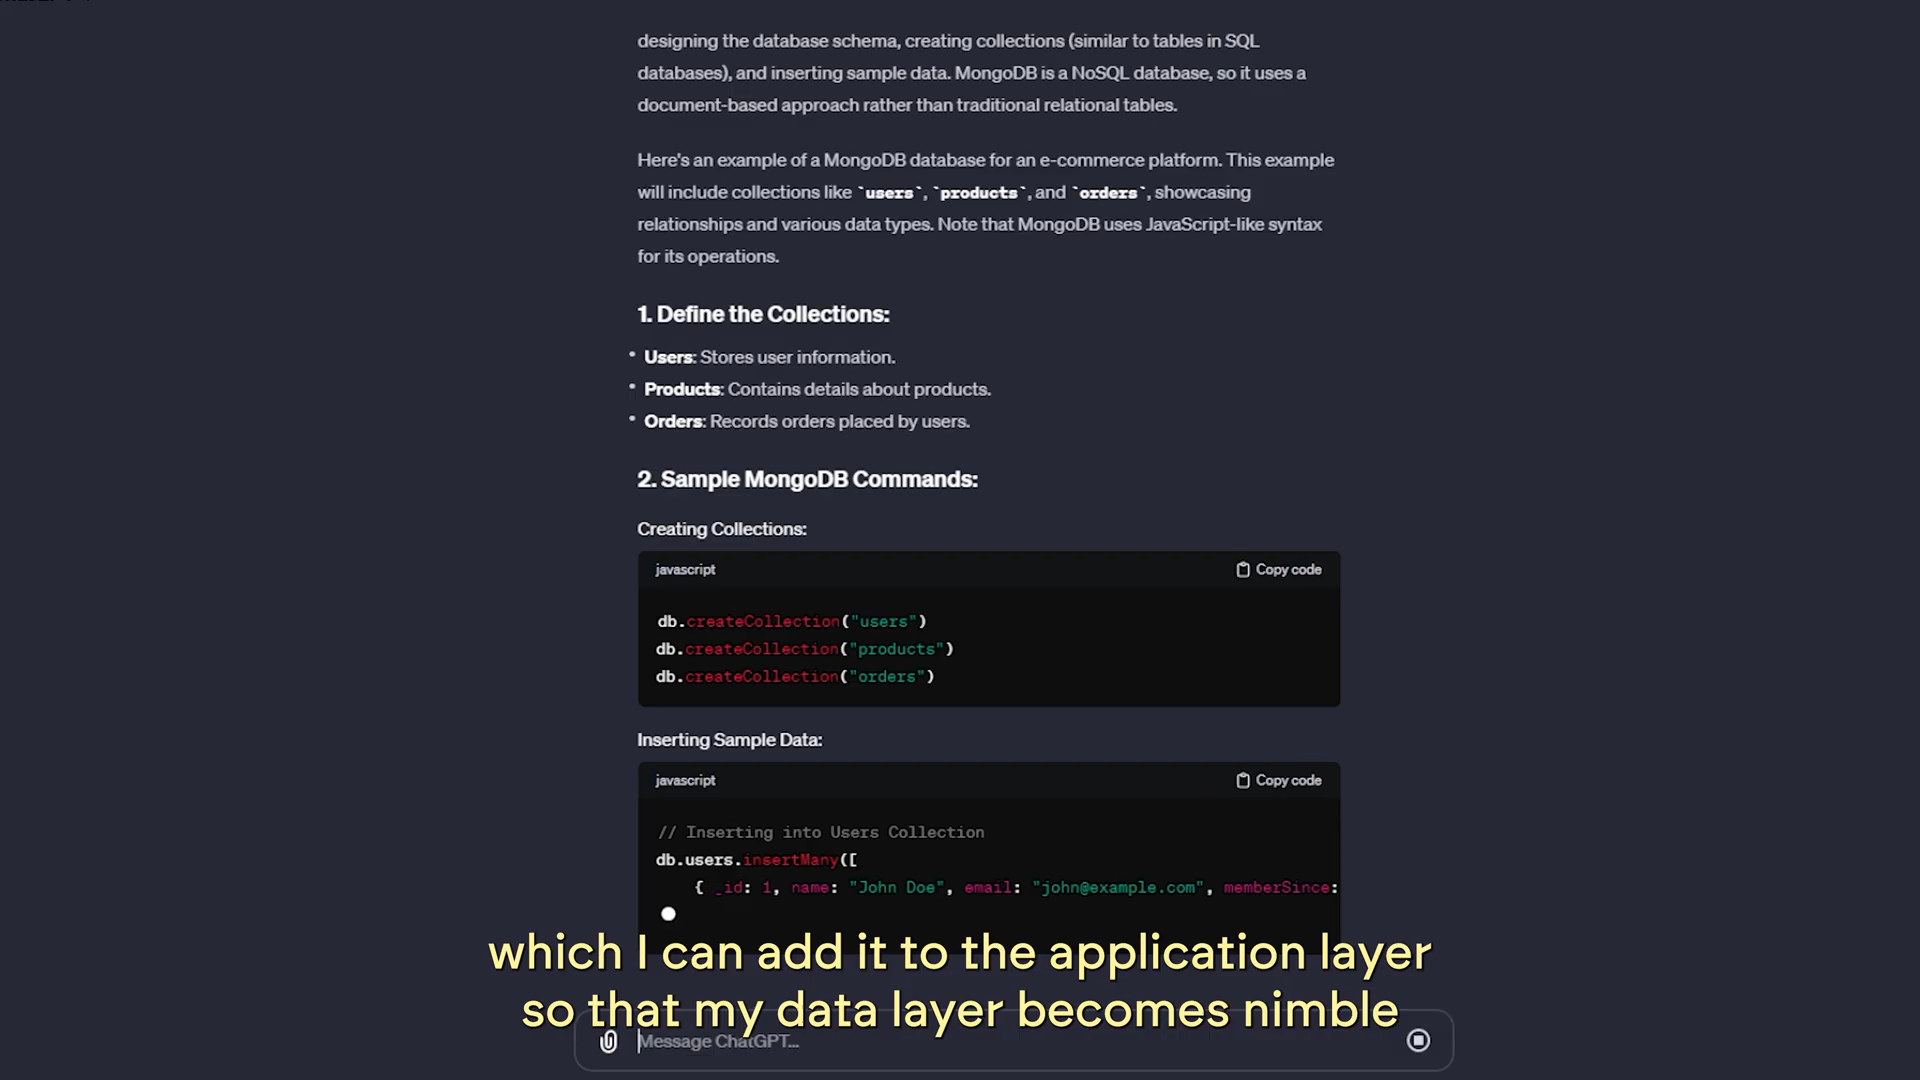 designing the database schema, creating collections (similar to tables in SQL
databases), and inserting sample data. MongoDB is a NoSQL database, so it uses a
document-based approach rather than traditional relational tables.
Here's an example of a MongoDB database for an e-commerce platform. This example
will include collections like `users`, `products`, and `orders`, showcasing
relationships and various data types. Note that MongoDB uses JavaScript-like syntax
for its operations.
1. Define the Collections:
• Users: Stores user information.
• Products: Contains details about products.
• Orders: Records orders placed by users.
2. Sample MongoDB Commands:
Creating Collections:
javascript Copy code
db.createCollection("users")
db.createCollection("products")
db.createCollection("orders")
Inserting Sample Data:
javascript Copy code
// Inserting into Users Collection
db.users.insertMany([
{ _id: 1, name: "John Doe", email: "john@example.com", memberSince:
which I can add it to the application layer
so that my data layer becomes nimble
Message ChatGPT...